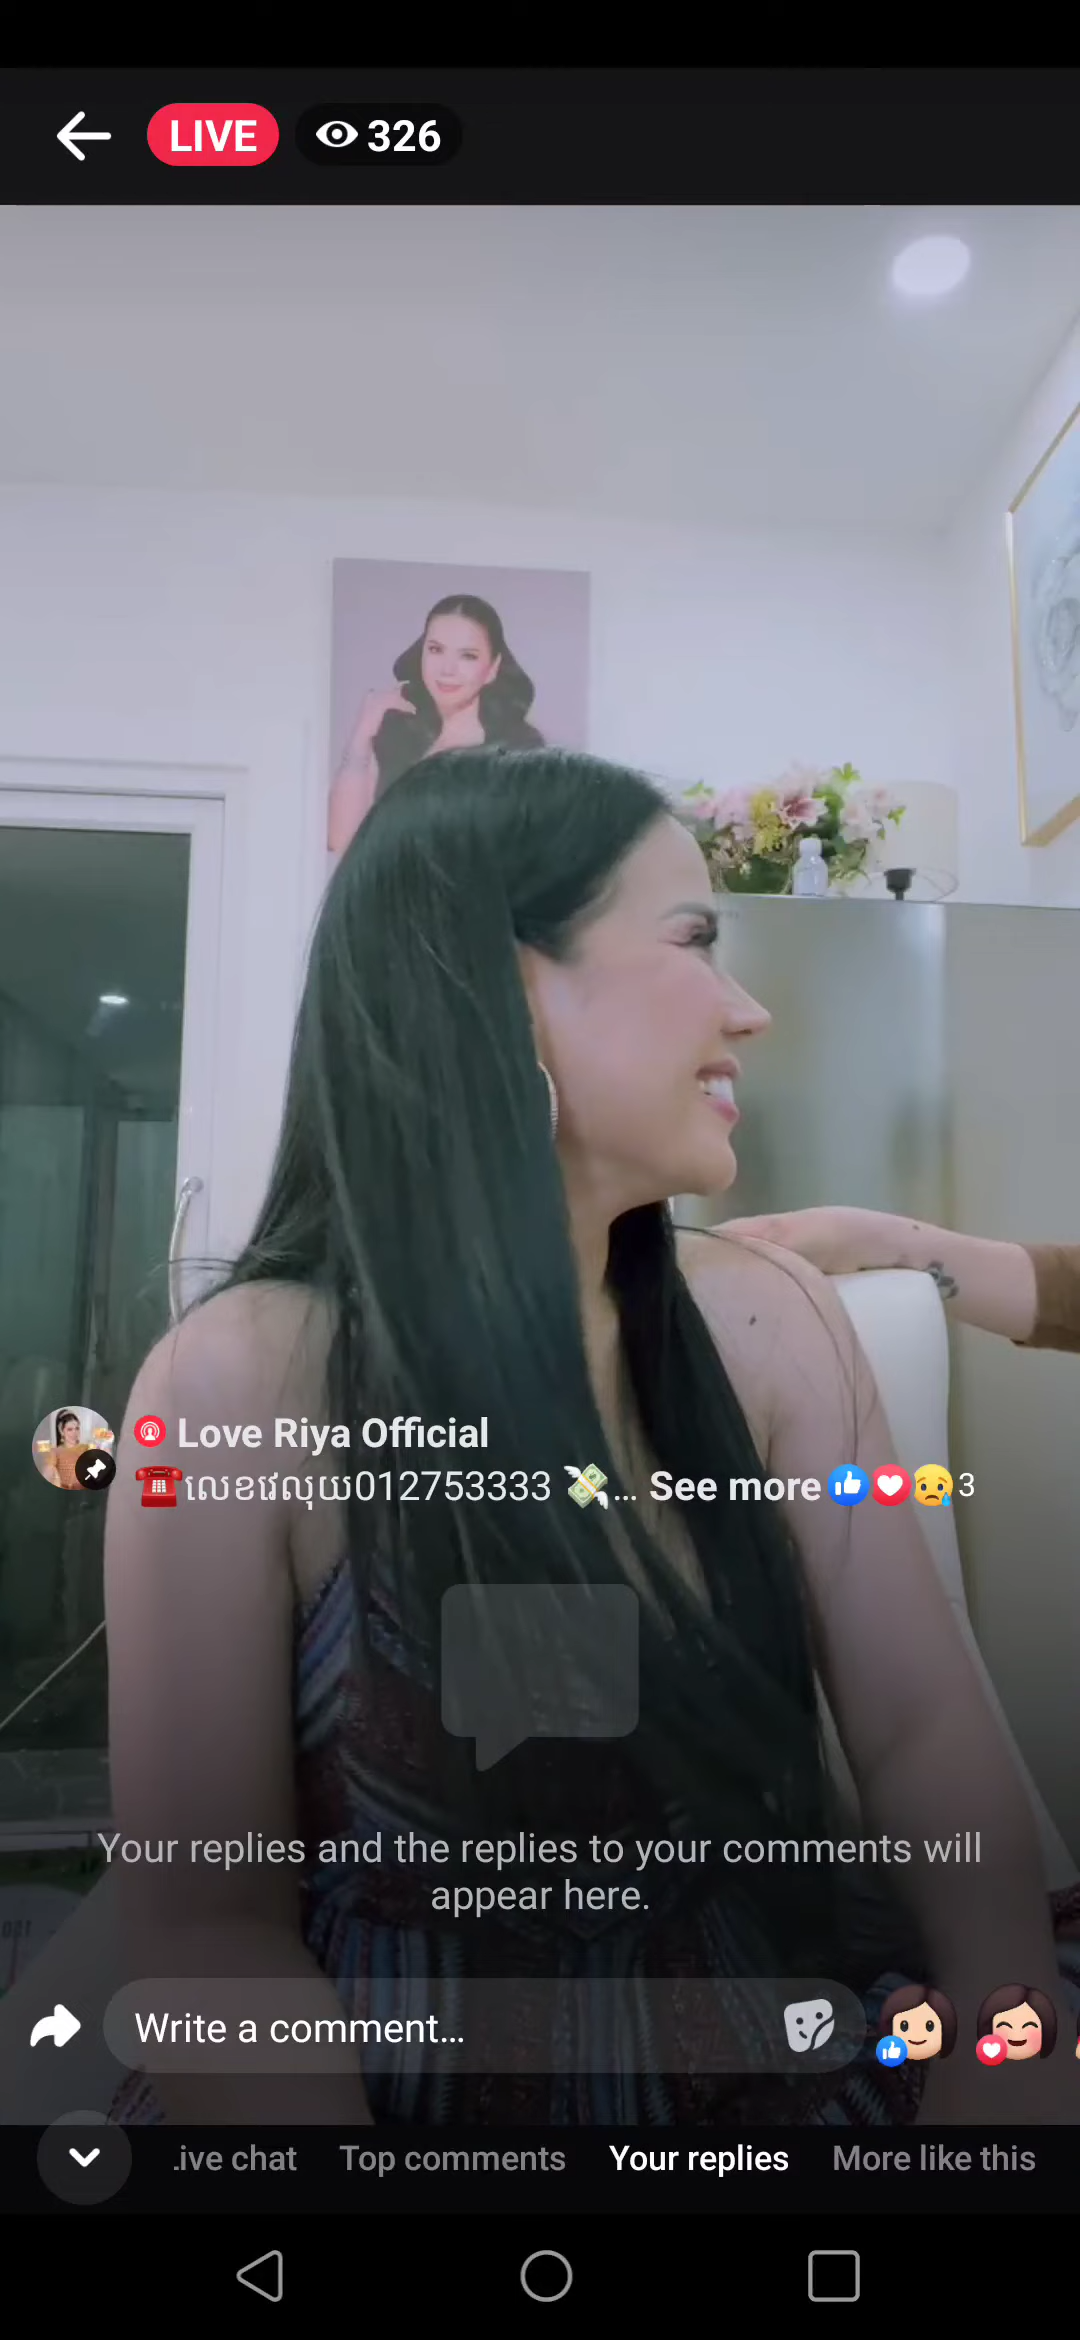 LIVE 326
Love Riya Official
☎️លេខវេលុយ012753333 💸... See more 3
Your replies and the replies to your comments will
appear here.
Write a comment...
.ive chat Top comments Your replies More like this